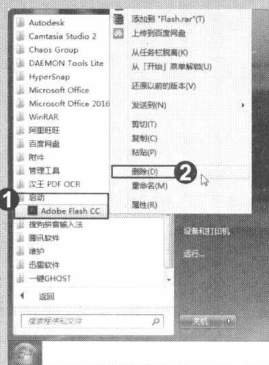 Autodesk
Camtasia Studio 2
Chaos Group
DAEMON Tools Lite
HyperSnap
Microsoft Office
Microsoft Office 2016
WinRAR
阿里旺旺
百度网盘
附件
管理工具
汉王 PDF OCR
启动
1
Adobe Flash CC
搜狗拼音输入法
腾讯软件
维护
迅雷软件
一键GHOST
返回
搜索程序和文件
添加到 "Flash.rar"(T)
上传到百度网盘
从任务栏脱离(K)
从「开始」菜单解锁(U)
还原以前的版本(V)
发送到(N)
剪切(T)
复制(C)
粘贴(P)
删除(D)
2
重命名(M)
属性(R)
设备和打印机
运行...
关机